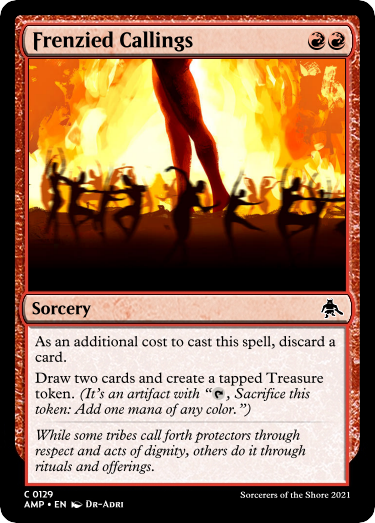 Frenzied Callings
Sorcery
As an additional cost to cast this spell, discard a
card.
Draw two cards and create a tapped Treasure
token. (It's an artifact with “, Sacrifice this
token: Add one mana of any color.”)
While some tribes call forth protectors through
respect and acts of dignity, others do it through
rituals and offerings.
C 0129
AMP • EN Dr-Adri
Sorcerers of the Shore 2021